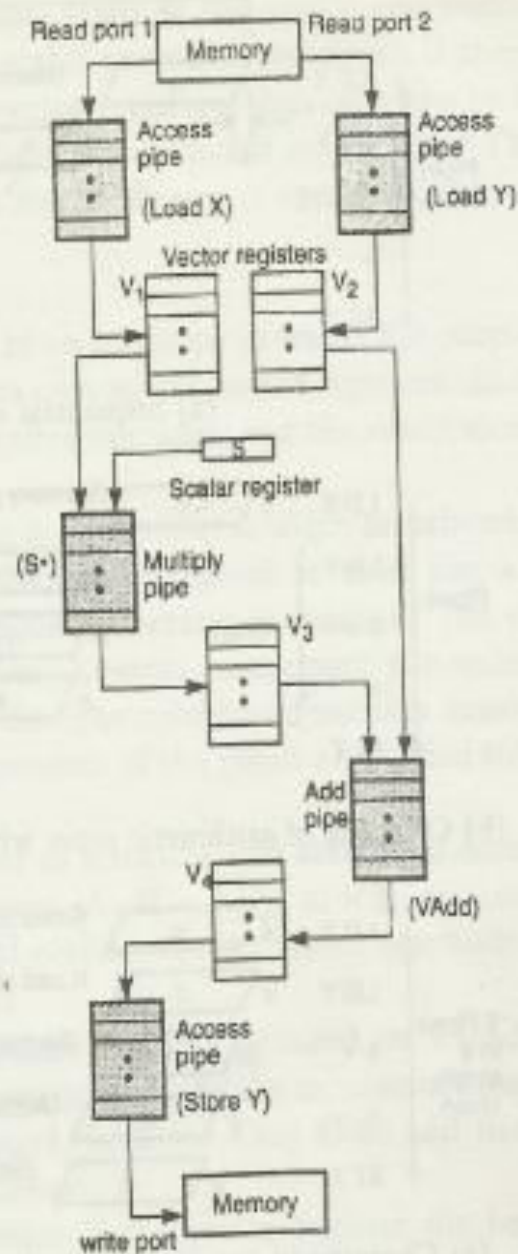 Read port 1
Memory
Read port 2
Access
pipe
(Load X)
Access
pipe
(Load Y)
Vector registers
V1
V2
S
Scalar register
(S*)
Multiply
pipe
V3
Add
pipe
(VAdd)
V4
Access
pipe
(Store Y)
Memory
write port